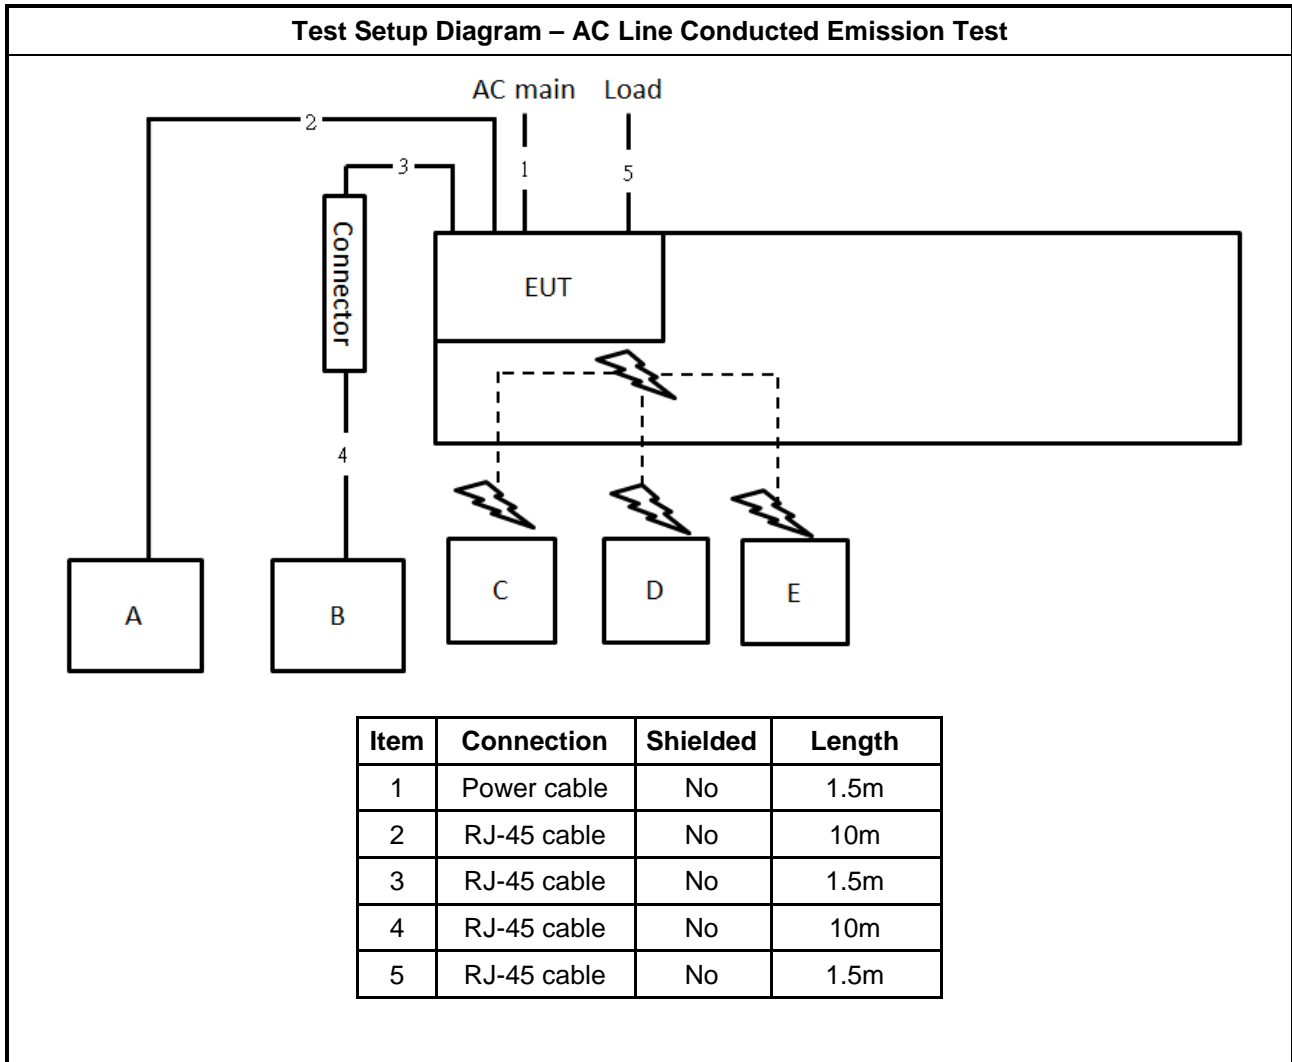 Test Setup Diagram – AC Line Conducted Emission Test
AC main Load
2
3
1
5
Connector
EUT
4
A
B
C
D
E
Item Connection Shielded Length
1 Power cable No 1.5m
2 RJ-45 cable No 10m
3 RJ-45 cable No 1.5m
4 RJ-45 cable No 10m
5 RJ-45 cable No 1.5m